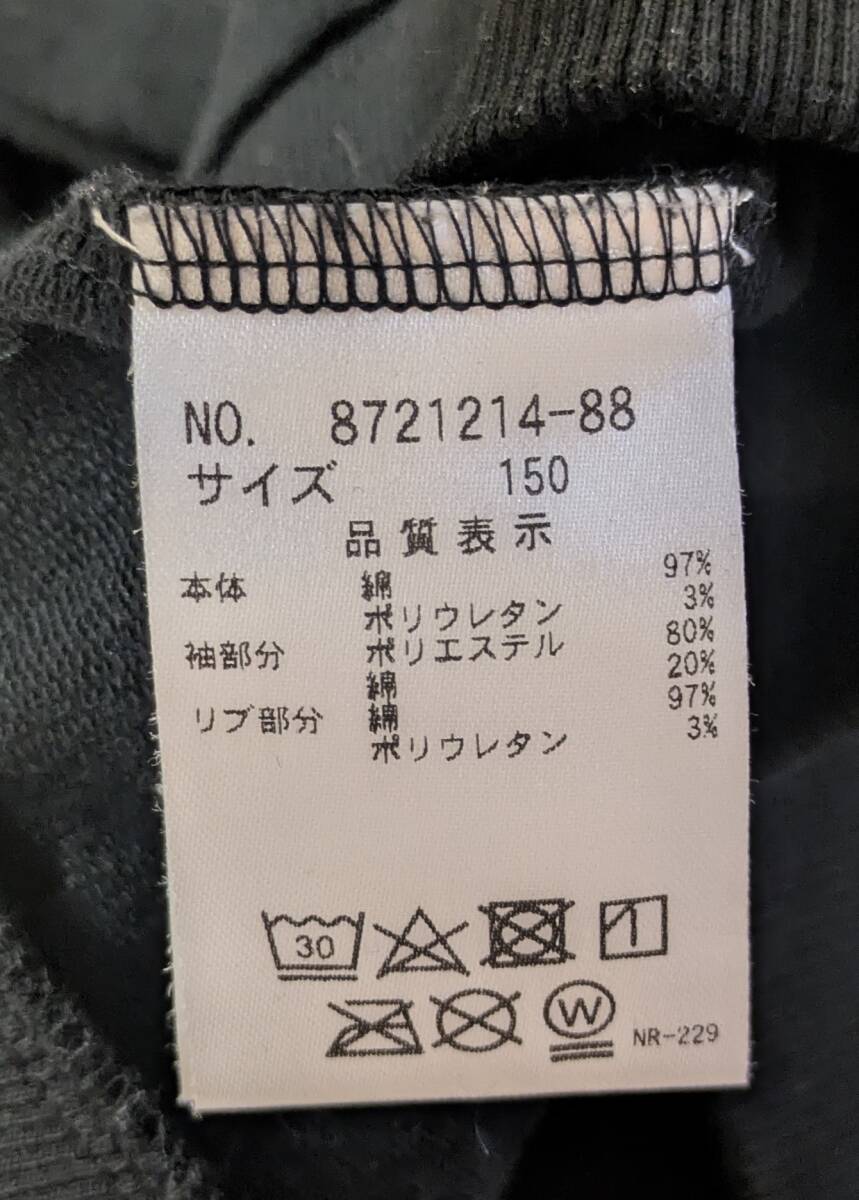 NO. 8721214-88
サイズ 150
品質表示
本体 綿 97%
ポリウレタン 3%
袖部分 ポリエステル 80%
綿 20%
リブ部分 綿 97%
ポリウレタン 3%
30 1
W NR-229